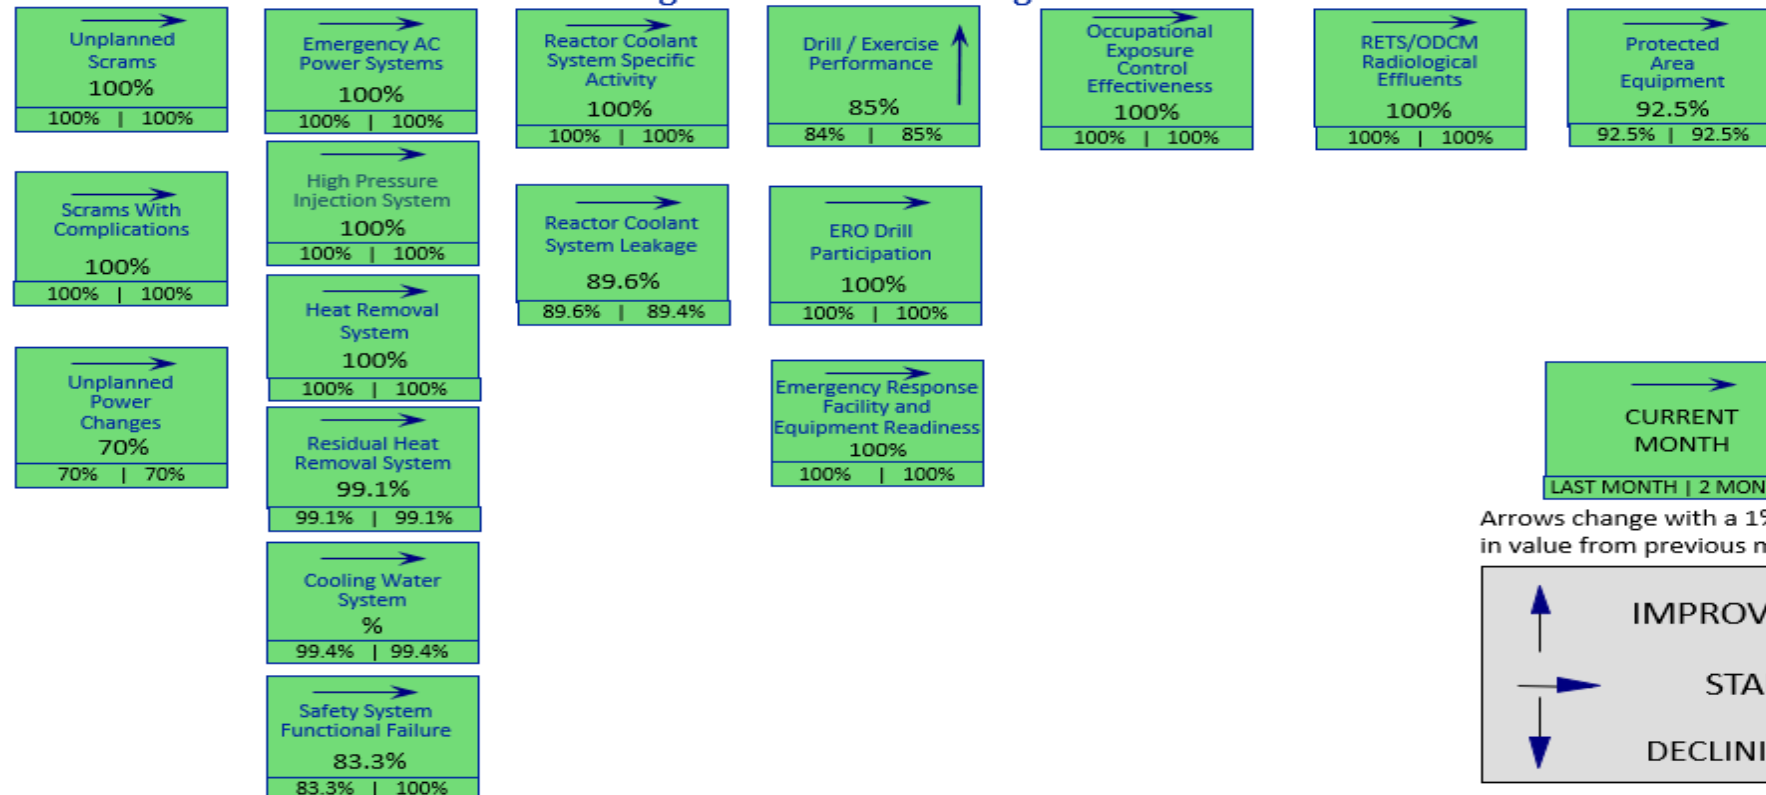 Unplanned
Scrams
100%
100% | 100%
Scrams With
Complications
100%
100% | 100%
Unplanned
Power
Changes
70%
70% | 70%
Emergency AC
Power Systems
100%
100% | 100%
High Pressure
Injection System
100%
100% | 100%
Heat Removal
System
100%
100% | 100%
Residual Heat
Removal System
99.1%
99.1% | 99.1%
Cooling Water
System
%
99.4% | 99.4%
Safety System
Functional Failure
83.3%
83.3% | 100%
Reactor Coolant
System Specific
Activity
100%
100% | 100%
Reactor Coolant
System Leakage
89.6%
89.6% | 89.4%
Drill / Exercise
Performance
85%
84% | 85%
ERO Drill
Participation
100%
100% | 100%
Emergency Response
Facility and
Equipment Readiness
100%
100% | 100%
Occupational
Exposure
Control
Effectiveness
100%
100% | 100%
RETS/ODCM
Radiological
Effluents
100%
100% | 100%
Protected
Area
Equipment
92.5%
92.5% | 92.5%
CURRENT
MONTH
LAST MONTH | 2 MON
Arrows change with a 1%
in value from previous m
IMPROV
STA
DECLINI